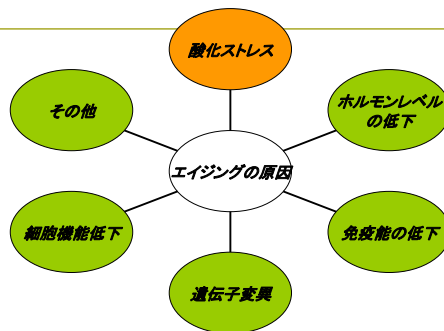 酸化ストレス
その他
ホルモンレベル
の低下
エイジングの原因
細胞機能低下
免疫能の低下
遺伝子変異